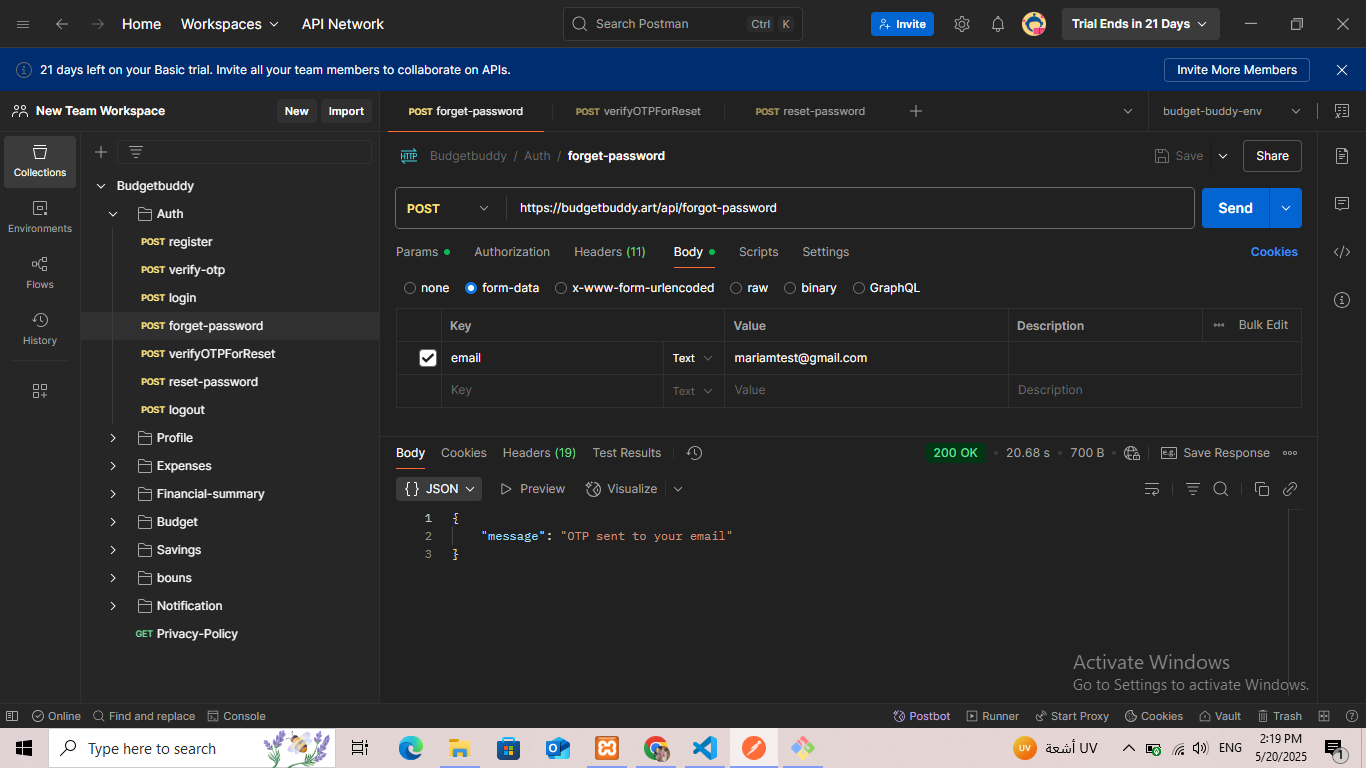 Home Workspaces API Network Search Postman Ctrl K Invite Trial Ends in 21 Days
21 days left on your Basic trial. Invite all your team members to collaborate on APIs. Invite More Members
New Team Workspace New Import
POST forget-password POST verifyOTPForReset POST reset-password budget-buddy-env
Collections
Environments
Flows
History
Budgetbuddy
Auth
POST register
POST verify-otp
POST login
POST forget-password
POST verifyOTPForReset
POST reset-password
POST logout
Profile
Expenses
Financial-summary
Budget
Savings
bouns
Notification
GET Privacy-Policy
HTTP Budgetbuddy / Auth / forget-password Save Share
POST https://budgetbuddy.art/api/forgot-password Send
Params Authorization Headers (11) Body Scripts Settings Cookies
none form-data x-www-form-urlencoded raw binary GraphQL
Key Value Description Bulk Edit
email Text mariamtest@gmail.com
Key Text Value Description
Body Cookies Headers (19) Test Results 200 OK 20.68 s 700 B e.g. Save Response
{} JSON Preview Visualize
1 {
2 "message": "OTP sent to your email"
3 }
Activate Windows
Go to Settings to activate Windows.
Online Find and replace Console Postbot Runner Start Proxy Cookies Vault Trash
Type here to search UV أشعة UV ENG 2:19 PM
5/20/2025 1